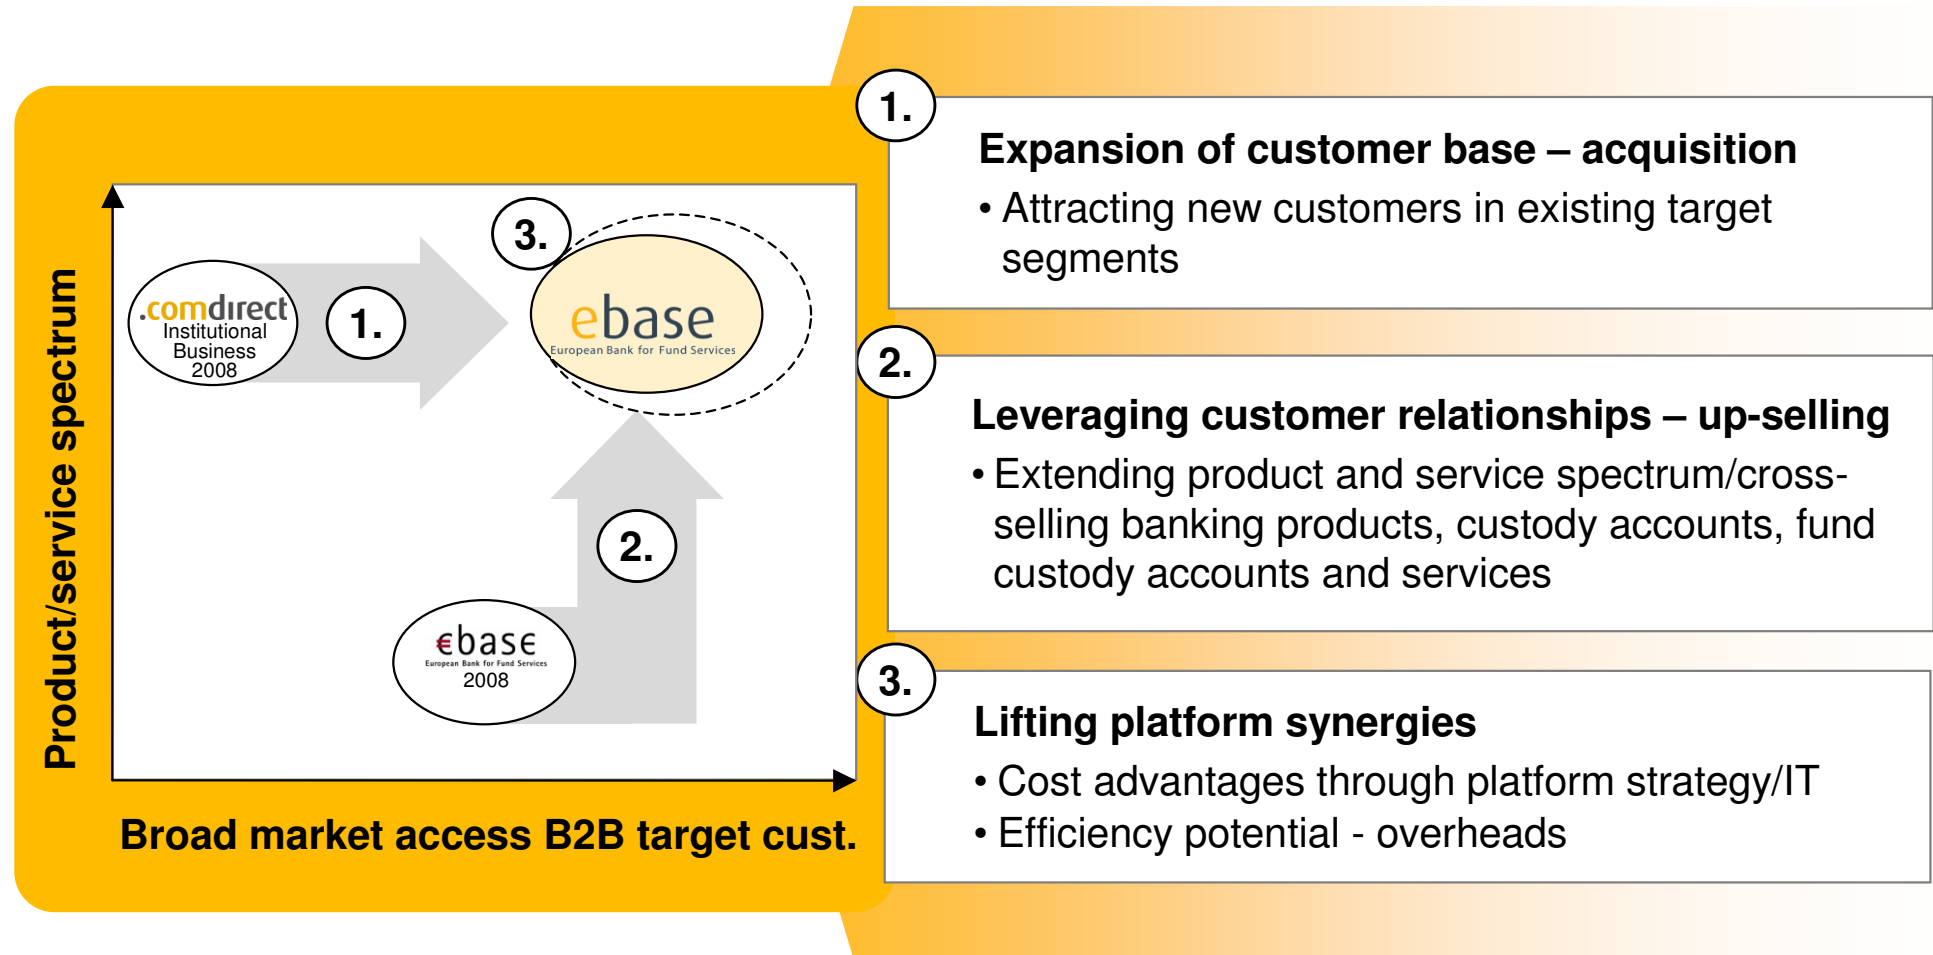 Product/service spectrum
.comdirect
Institutional
Business
2008
1.
3.
ebase
European Bank for Fund Services
2.
€base
European Bank for Fund Services
2008
Broad market access B2B target cust.
1.
Expansion of customer base – acquisition
• Attracting new customers in existing target
segments
2.
Leveraging customer relationships – up-selling
• Extending product and service spectrum/cross-
selling banking products, custody accounts, fund
custody accounts and services
3.
Lifting platform synergies
• Cost advantages through platform strategy/IT
• Efficiency potential - overheads